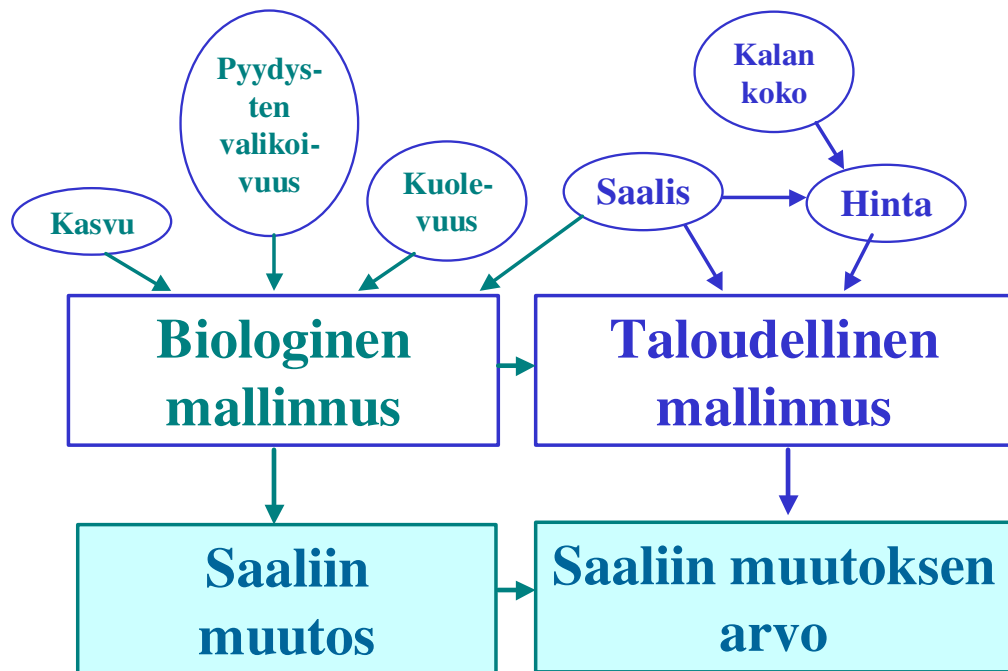 Pyydys-
ten
valikoi-
vuus
Kalan
koko
Kasvu
Kuole-
vuus
Saalis
Hinta
Biologinen
mallinnus
Taloudellinen
mallinnus
Saaliin
muutos
Saaliin muutoksen
arvo